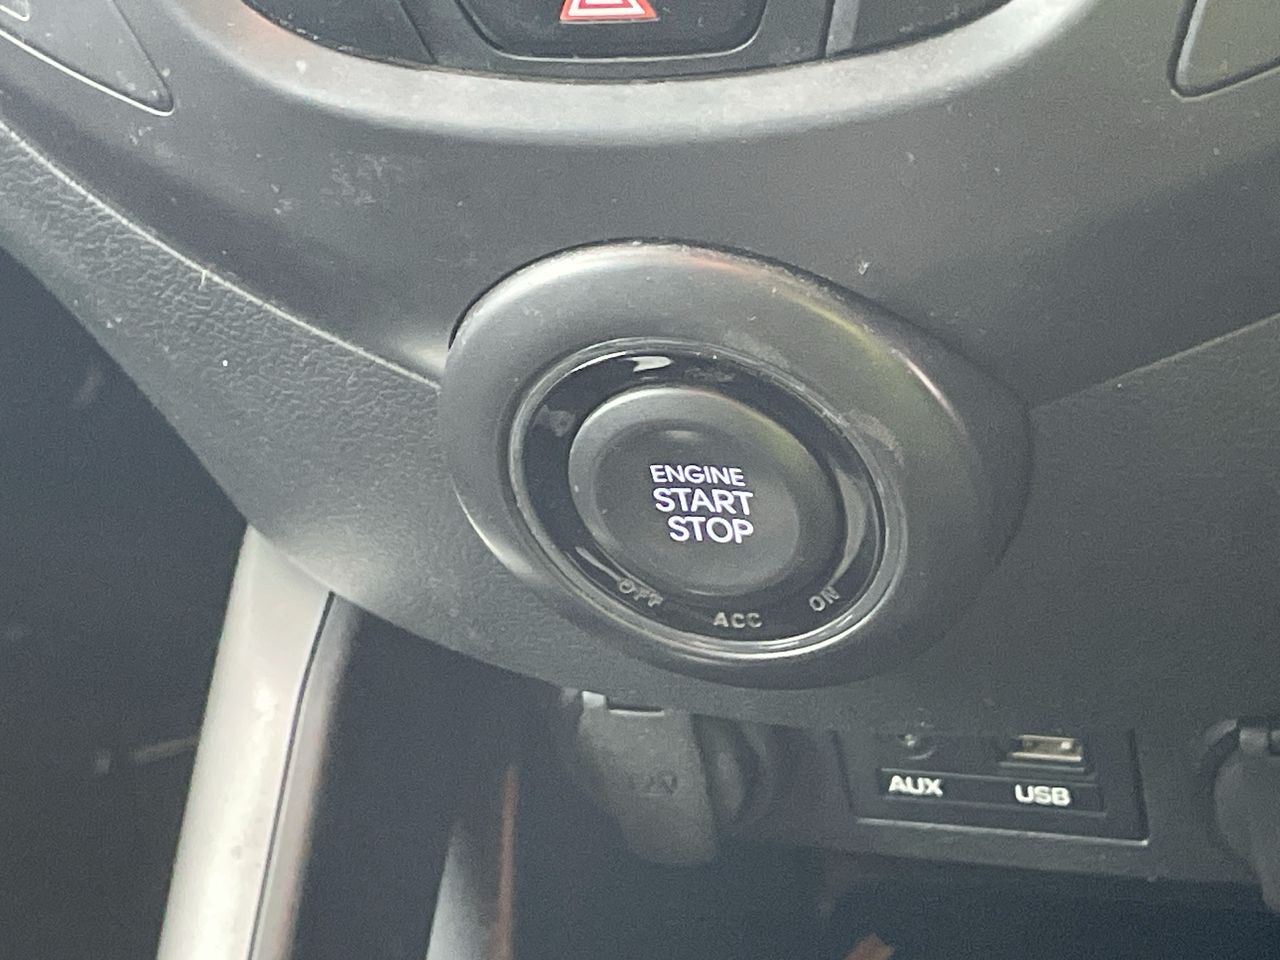 ENGINE
START
STOP
OFF
ACC
ON
AUX
USB